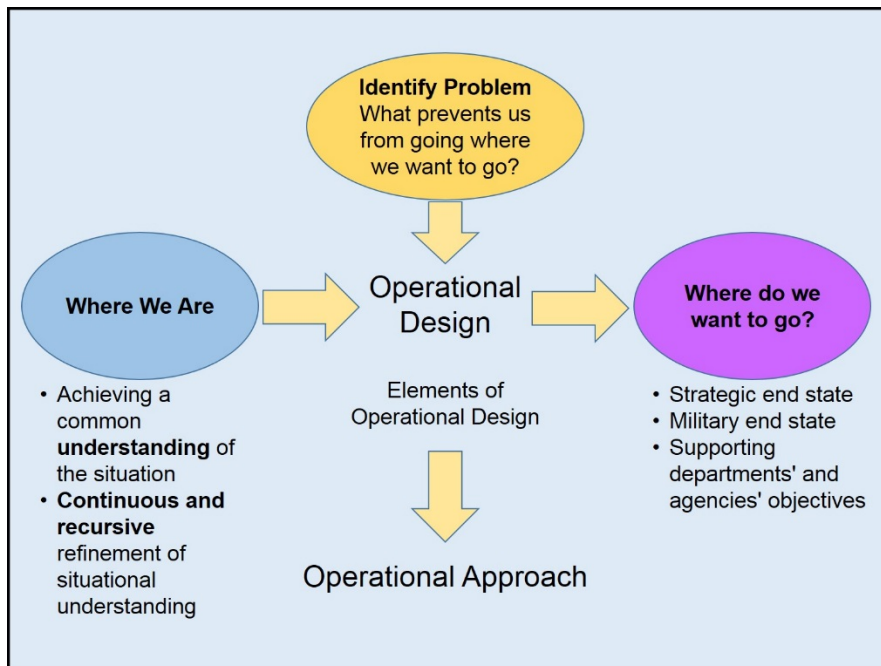 Identify Problem
What prevents us
from going where
we want to go?
Where We Are
Operational
Design
Where do we
want to go?
• Achieving a
common
understanding of
the situation
• Continuous and
recursive
refinement of
situational
understanding
Elements of
Operational Design
• Strategic end state
• Military end state
• Supporting
departments' and
agencies' objectives
Operational Approach